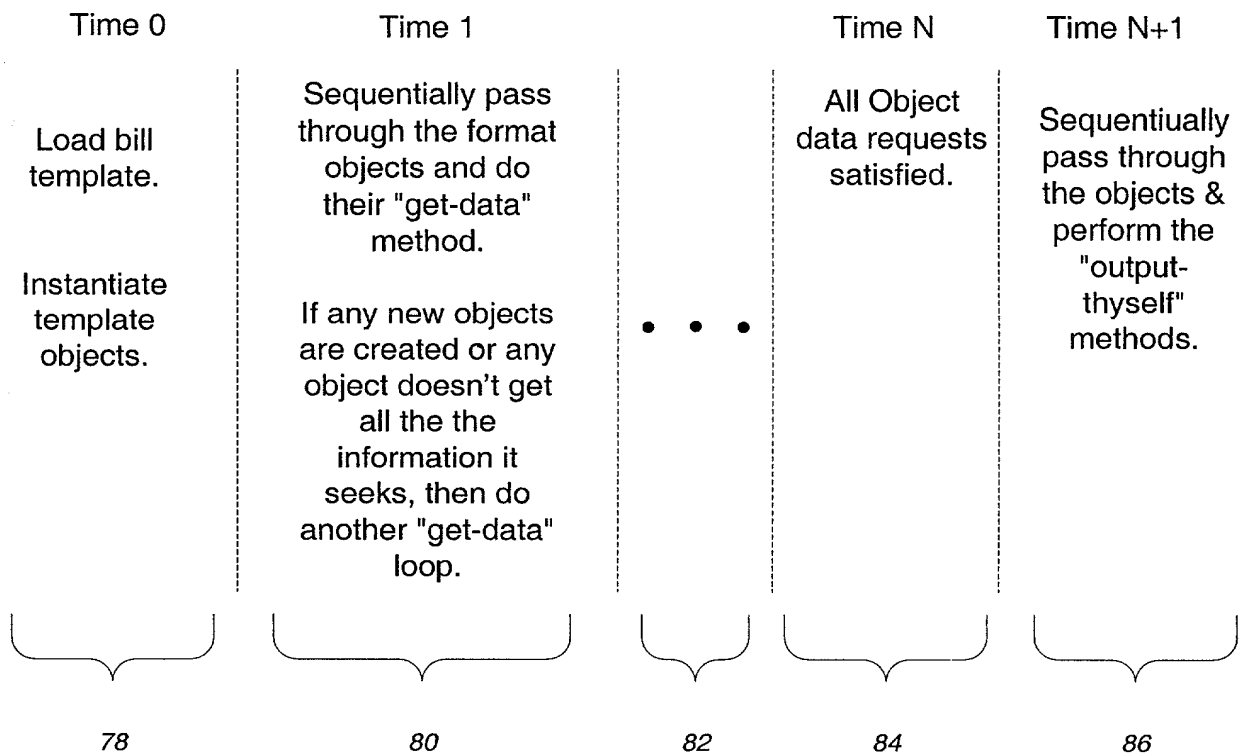 Time 0
Load bill
template.
Instantiate
template
objects.
78
Time 1
Sequentially pass
through the format
objects and do
their "get-data"
method.
If any new objects
are created or any
object doesn't get
all the the
information it
seeks, then do
another "get-data"
loop.
80
• • •
82
Time N
All Object
data requests
satisfied.
84
Time N+1
Sequentiually
pass through
the objects &
perform the
"output-
thyself"
methods.
86